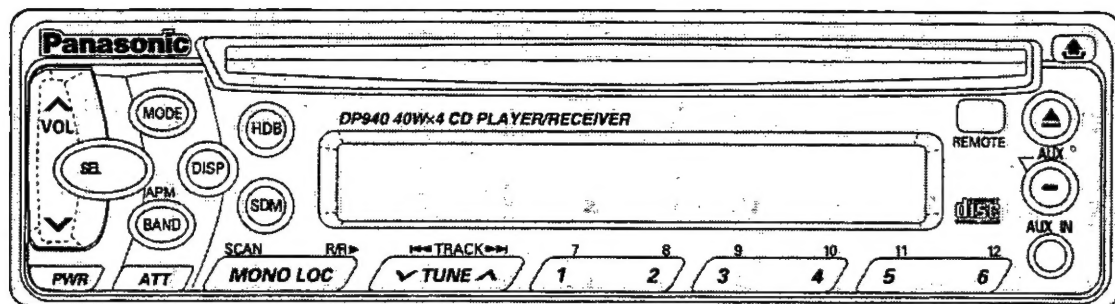 Panasonic
VOL
MODE
HDB
DP940 40W×4 CD PLAYER/RECEIVER
REMOTE
SEL
DISP
AUX
APM
BAND
SDM
disc
AUX IN
SCAN R/R▶ |◀◀ TRACK ▶▶| 7 8 9 10 11 12
PWR ATT MONO LOC ∨ TUNE ∧ 1 2 3 4 5 6